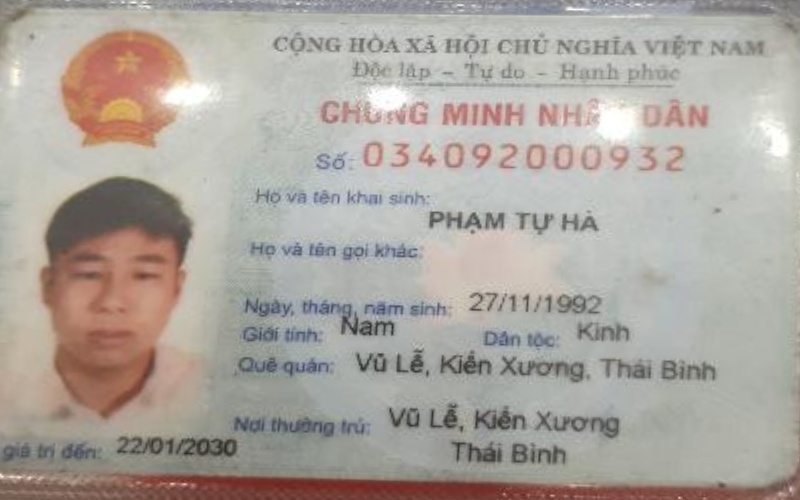 CỘNG HÒA XÃ HỘI CHỦ NGHĨA VIỆT NAM
Độc lập - Tự do - Hạnh phúc
CHỨNG MINH NHÂN DÂN
Số: 034092000932
Họ và tên khai sinh:
PHẠM TỰ HÀ
Họ và tên gọi khác:
Ngày, tháng, năm sinh: 27/11/1992
Giới tính: Nam Dân tộc: Kinh
Quê quán: Vũ Lễ, Kiến Xương, Thái Bình
Nơi thường trú: Vũ Lễ, Kiến Xương
Thái Bình
giá trị đến: 22/01/2030